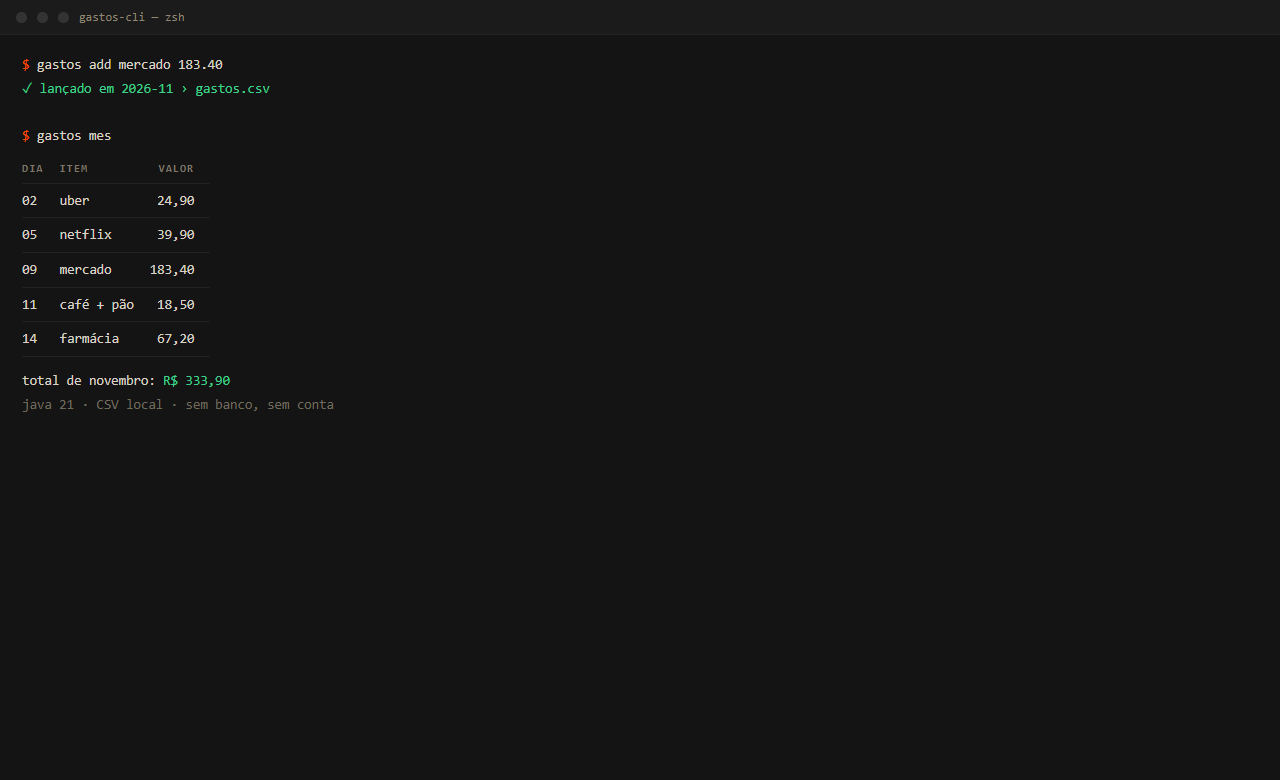 gastos-cli — zsh
$ gastos add mercado 183.40
✓ lançado em 2026-11 › gastos.csv
$ gastos mes
DIA ITEM VALOR
02 uber 24,90
05 netflix 39,90
09 mercado 183,40
11 café + pão 18,50
14 farmácia 67,20
total de novembro: R$ 333,90
java 21 · CSV local · sem banco, sem conta